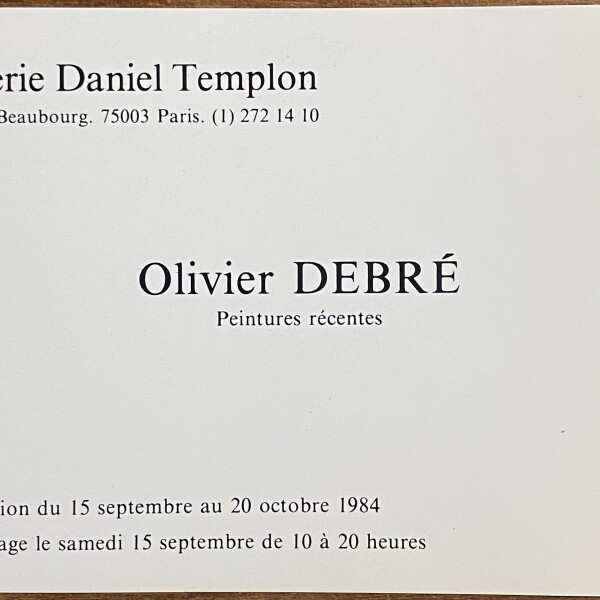 erie Daniel Templon
Beaubourg. 75003 Paris. (1) 272 14 10
Olivier DEBRÉ
Peintures récentes
tion du 15 septembre au 20 octobre 1984
age le samedi 15 septembre de 10 à 20 heures